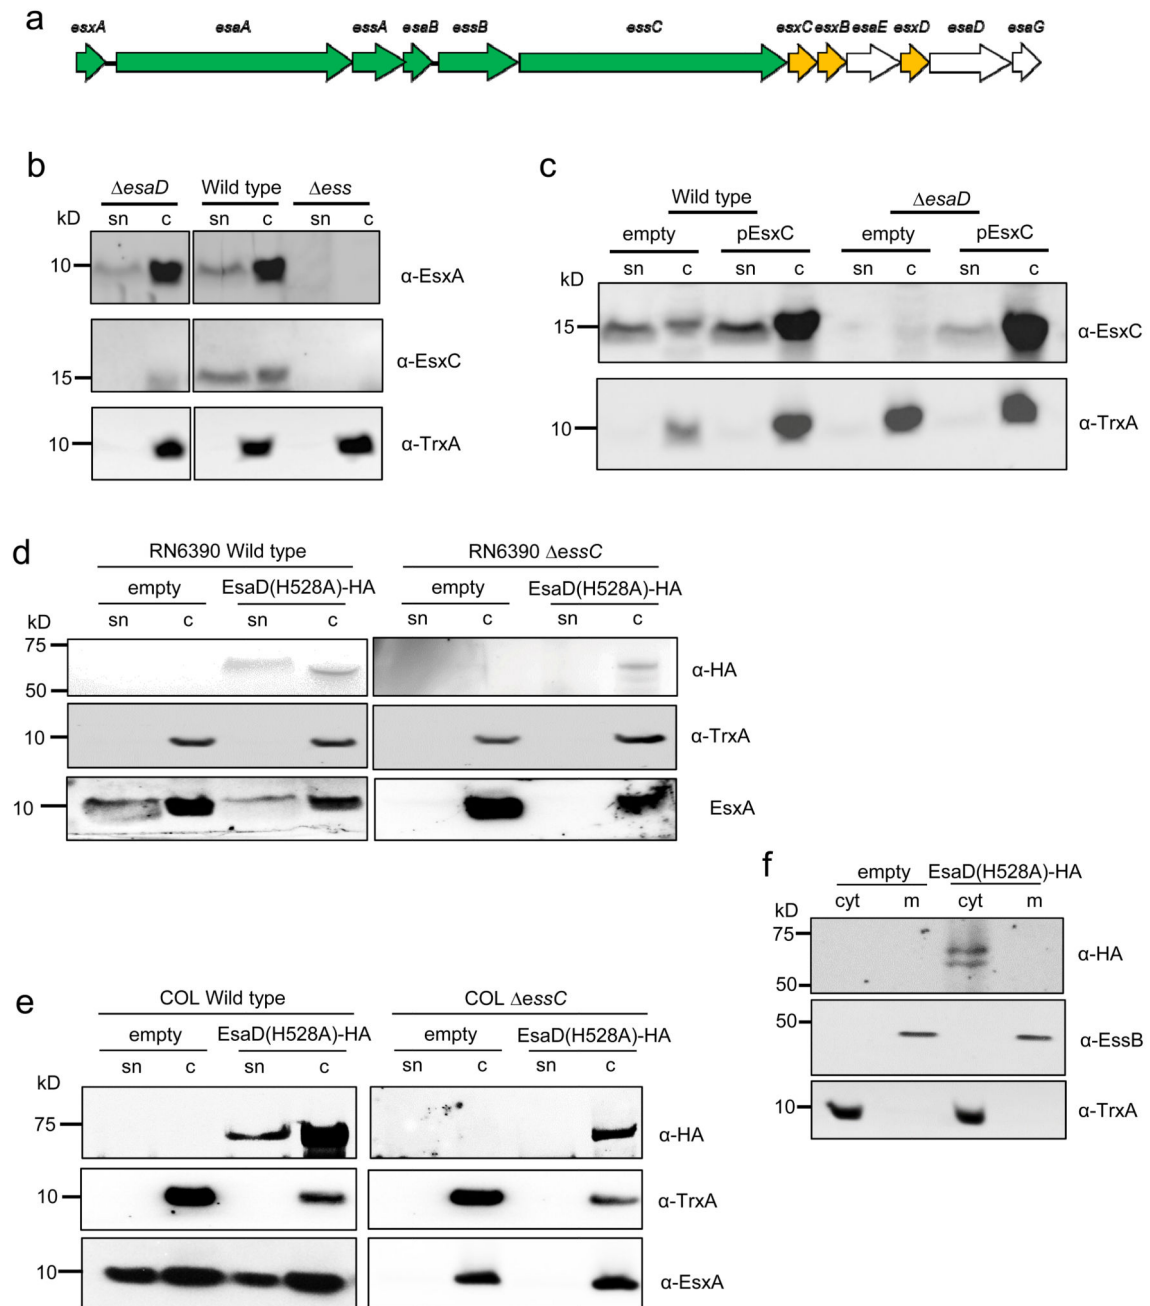 a
esxA esaA essA esaB essB essC esxC esxB esaE esxD esaD esaG
b
ΔesaD Wild type Δess
kD sn c sn c sn c
10 α-EsxA
15 α-EsxC
10 α-TrxA
c
Wild type ΔesaD
empty pEsxC empty pEsxC
sn c sn c sn c sn c
kD
15 α-EsxC
10 α-TrxA
d
RN6390 Wild type RN6390 ΔessC
empty EsaD(H528A)-HA empty EsaD(H528A)-HA
kD sn c sn c sn c sn c
75
50 α-HA
10 α-TrxA
10 EsxA
e
COL Wild type COL ΔessC
empty EsaD(H528A)-HA empty EsaD(H528A)-HA
sn c sn c sn c sn c
kD
75 α-HA
10 α-TrxA
10 α-EsxA
f
empty EsaD(H528A)-HA
cyt m cyt m
kD
75 α-HA
50
50 α-EssB
10 α-TrxA